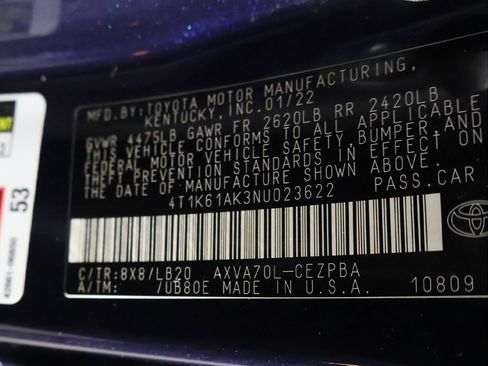 MFD.BY:TOYOTA MOTOR MANUFACTURING,
KENTUCKY,INC.01/22
GVWR 4475LB GAWR FR 2620LB RR 2420LB
THIS VEHICLE CONFORMS TO ALL APPLICABLE
FEDERAL MOTOR VEHICLE SAFETY,BUMPER,AND
THEFT PREVENTION STANDARDS IN EFFECT ON
THE DATE OF MANUFACTURE SHOWN ABOVE.
4T1K61AK3NU023622 PASS.CAR
C/TR:8X8/LB20 AXVA70L-CEZPBA
A/TM: /UB80E MADE IN U.S.A.
10809
TOYOTA
53